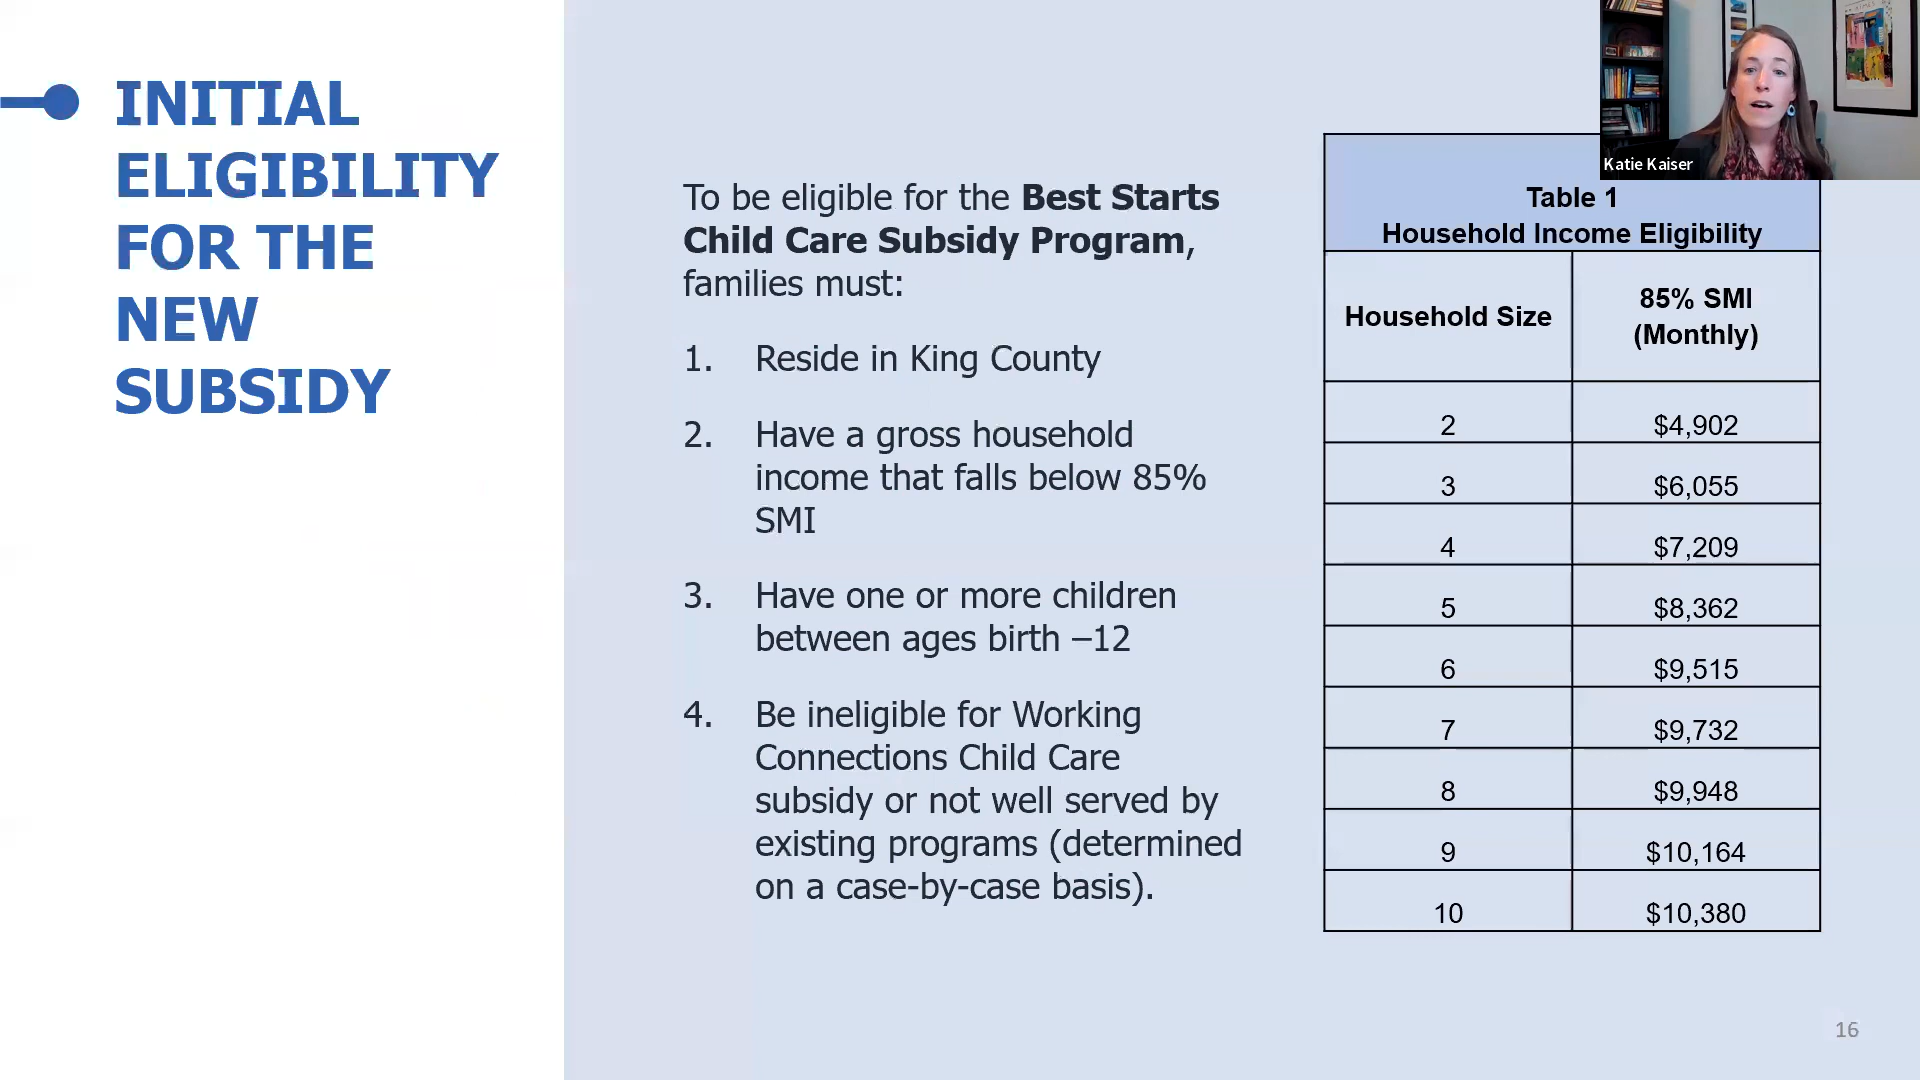 INITIAL
ELIGIBILITY
FOR THE
NEW
SUBSIDY
To be eligible for the Best Starts
Child Care Subsidy Program,
families must:
1. Reside in King County
2. Have a gross household
income that falls below 85%
SMI
3. Have one or more children
between ages birth –12
4. Be ineligible for Working
Connections Child Care
subsidy or not well served by
existing programs (determined
on a case-by-case basis).
Katie Kaiser
Table 1
Household Income Eligibility
Household Size
85% SMI
(Monthly)
2 $4,902
3 $6,055
4 $7,209
5 $8,362
6 $9,515
7 $9,732
8 $9,948
9 $10,164
10 $10,380
16